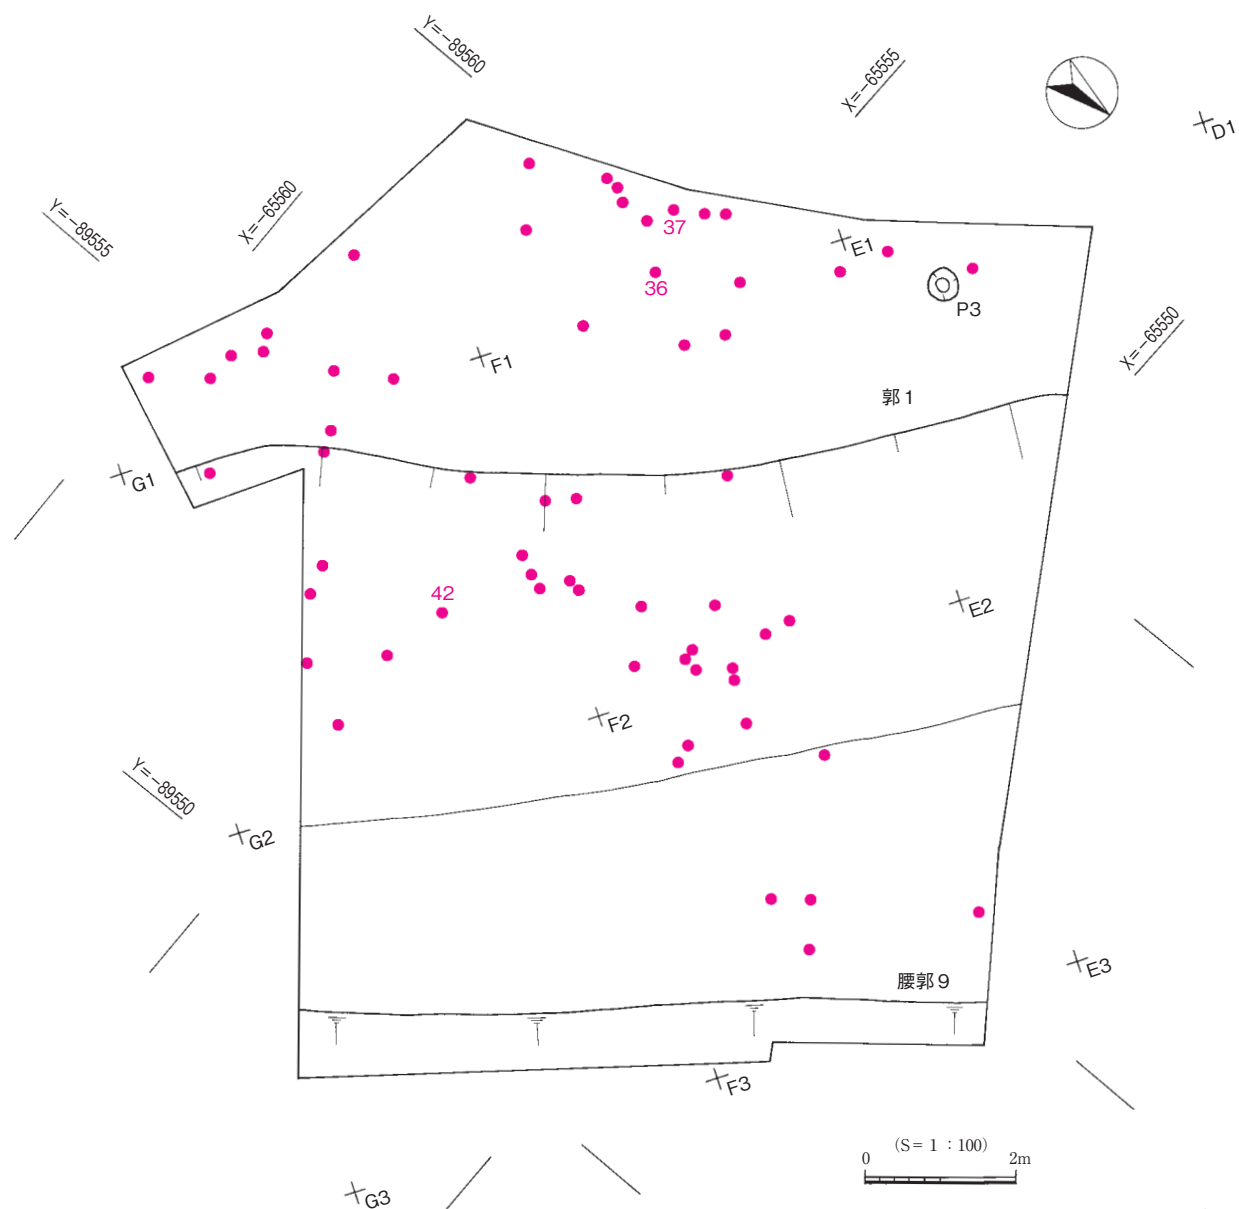 Y=-89560
X=-65555
D1
Y=-89555
X=-65560
37
E1
36
P3
X=-65550
F1
郭1
G1
42
E2
F2
Y=-89550
G2
腰郭9
E3
F3
(S= 1 : 100)
0 2m
G3